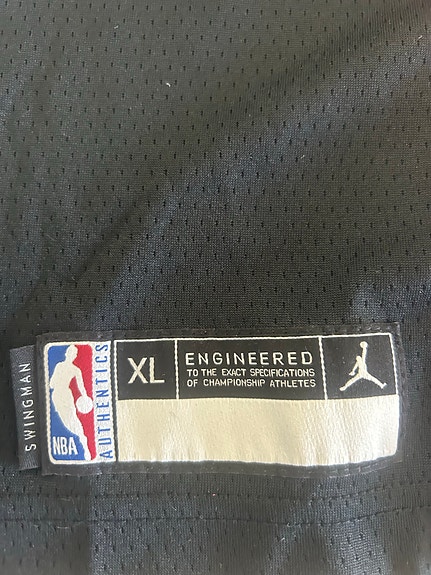 SWINGMAN
NBA
AUTHENTICS
XL
ENGINEERED
TO THE EXACT SPECIFICATIONS
OF CHAMPIONSHIP ATHLETES